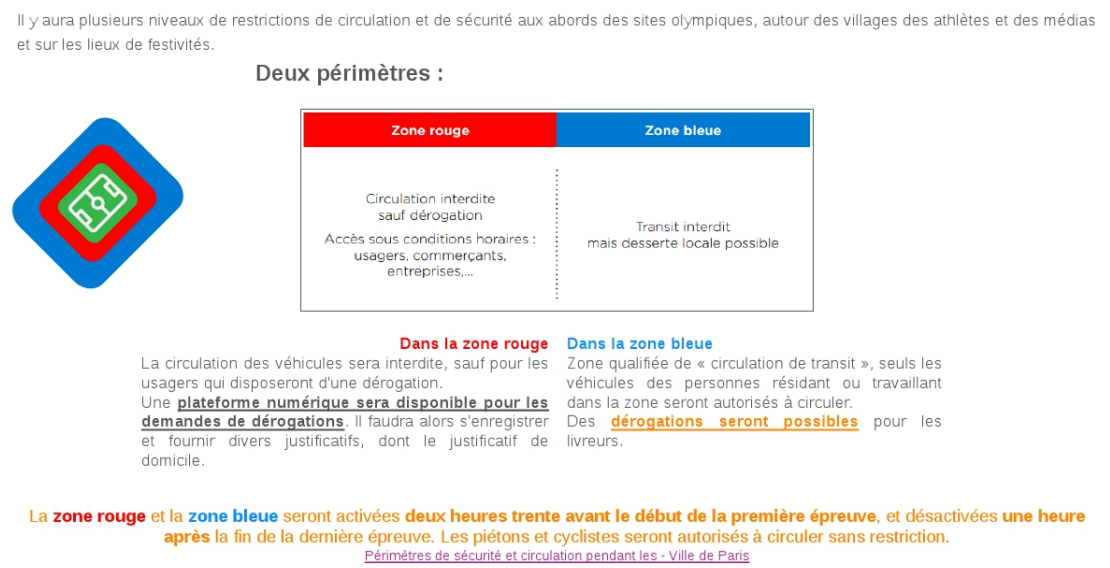 Il y aura plusieurs niveaux de restrictions de circulation et de sécurité aux abords des sites olympiques, autour des villages des athlètes et des médias
et sur les lieux de festivités.
Deux périmètres :
Zone rouge
Circulation interdite
sauf dérogation
Accès sous conditions horaires :
usagers, commerçants,
entreprises,...
Zone bleue
Transit interdit
mais desserte locale possible
Dans la zone rouge
La circulation des véhicules sera interdite, sauf pour les
usagers qui disposeront d'une dérogation.
Une plateforme numérique sera disponible pour les
demandes de dérogations. Il faudra alors s'enregistrer
et fournir divers justificatifs, dont le justificatif de
domicile.
Dans la zone bleue
Zone qualifiée de « circulation de transit », seuls les
véhicules des personnes résidant ou travaillant
dans la zone seront autorisés à circuler.
Des dérogations seront possibles pour les
livreurs.
La zone rouge et la zone bleue seront activées deux heures trente avant le début de la première épreuve, et désactivées une heure
après la fin de la dernière épreuve. Les piétons et cyclistes seront autorisés à circuler sans restriction.
Périmètres de sécurité et circulation pendant les - Ville de Paris